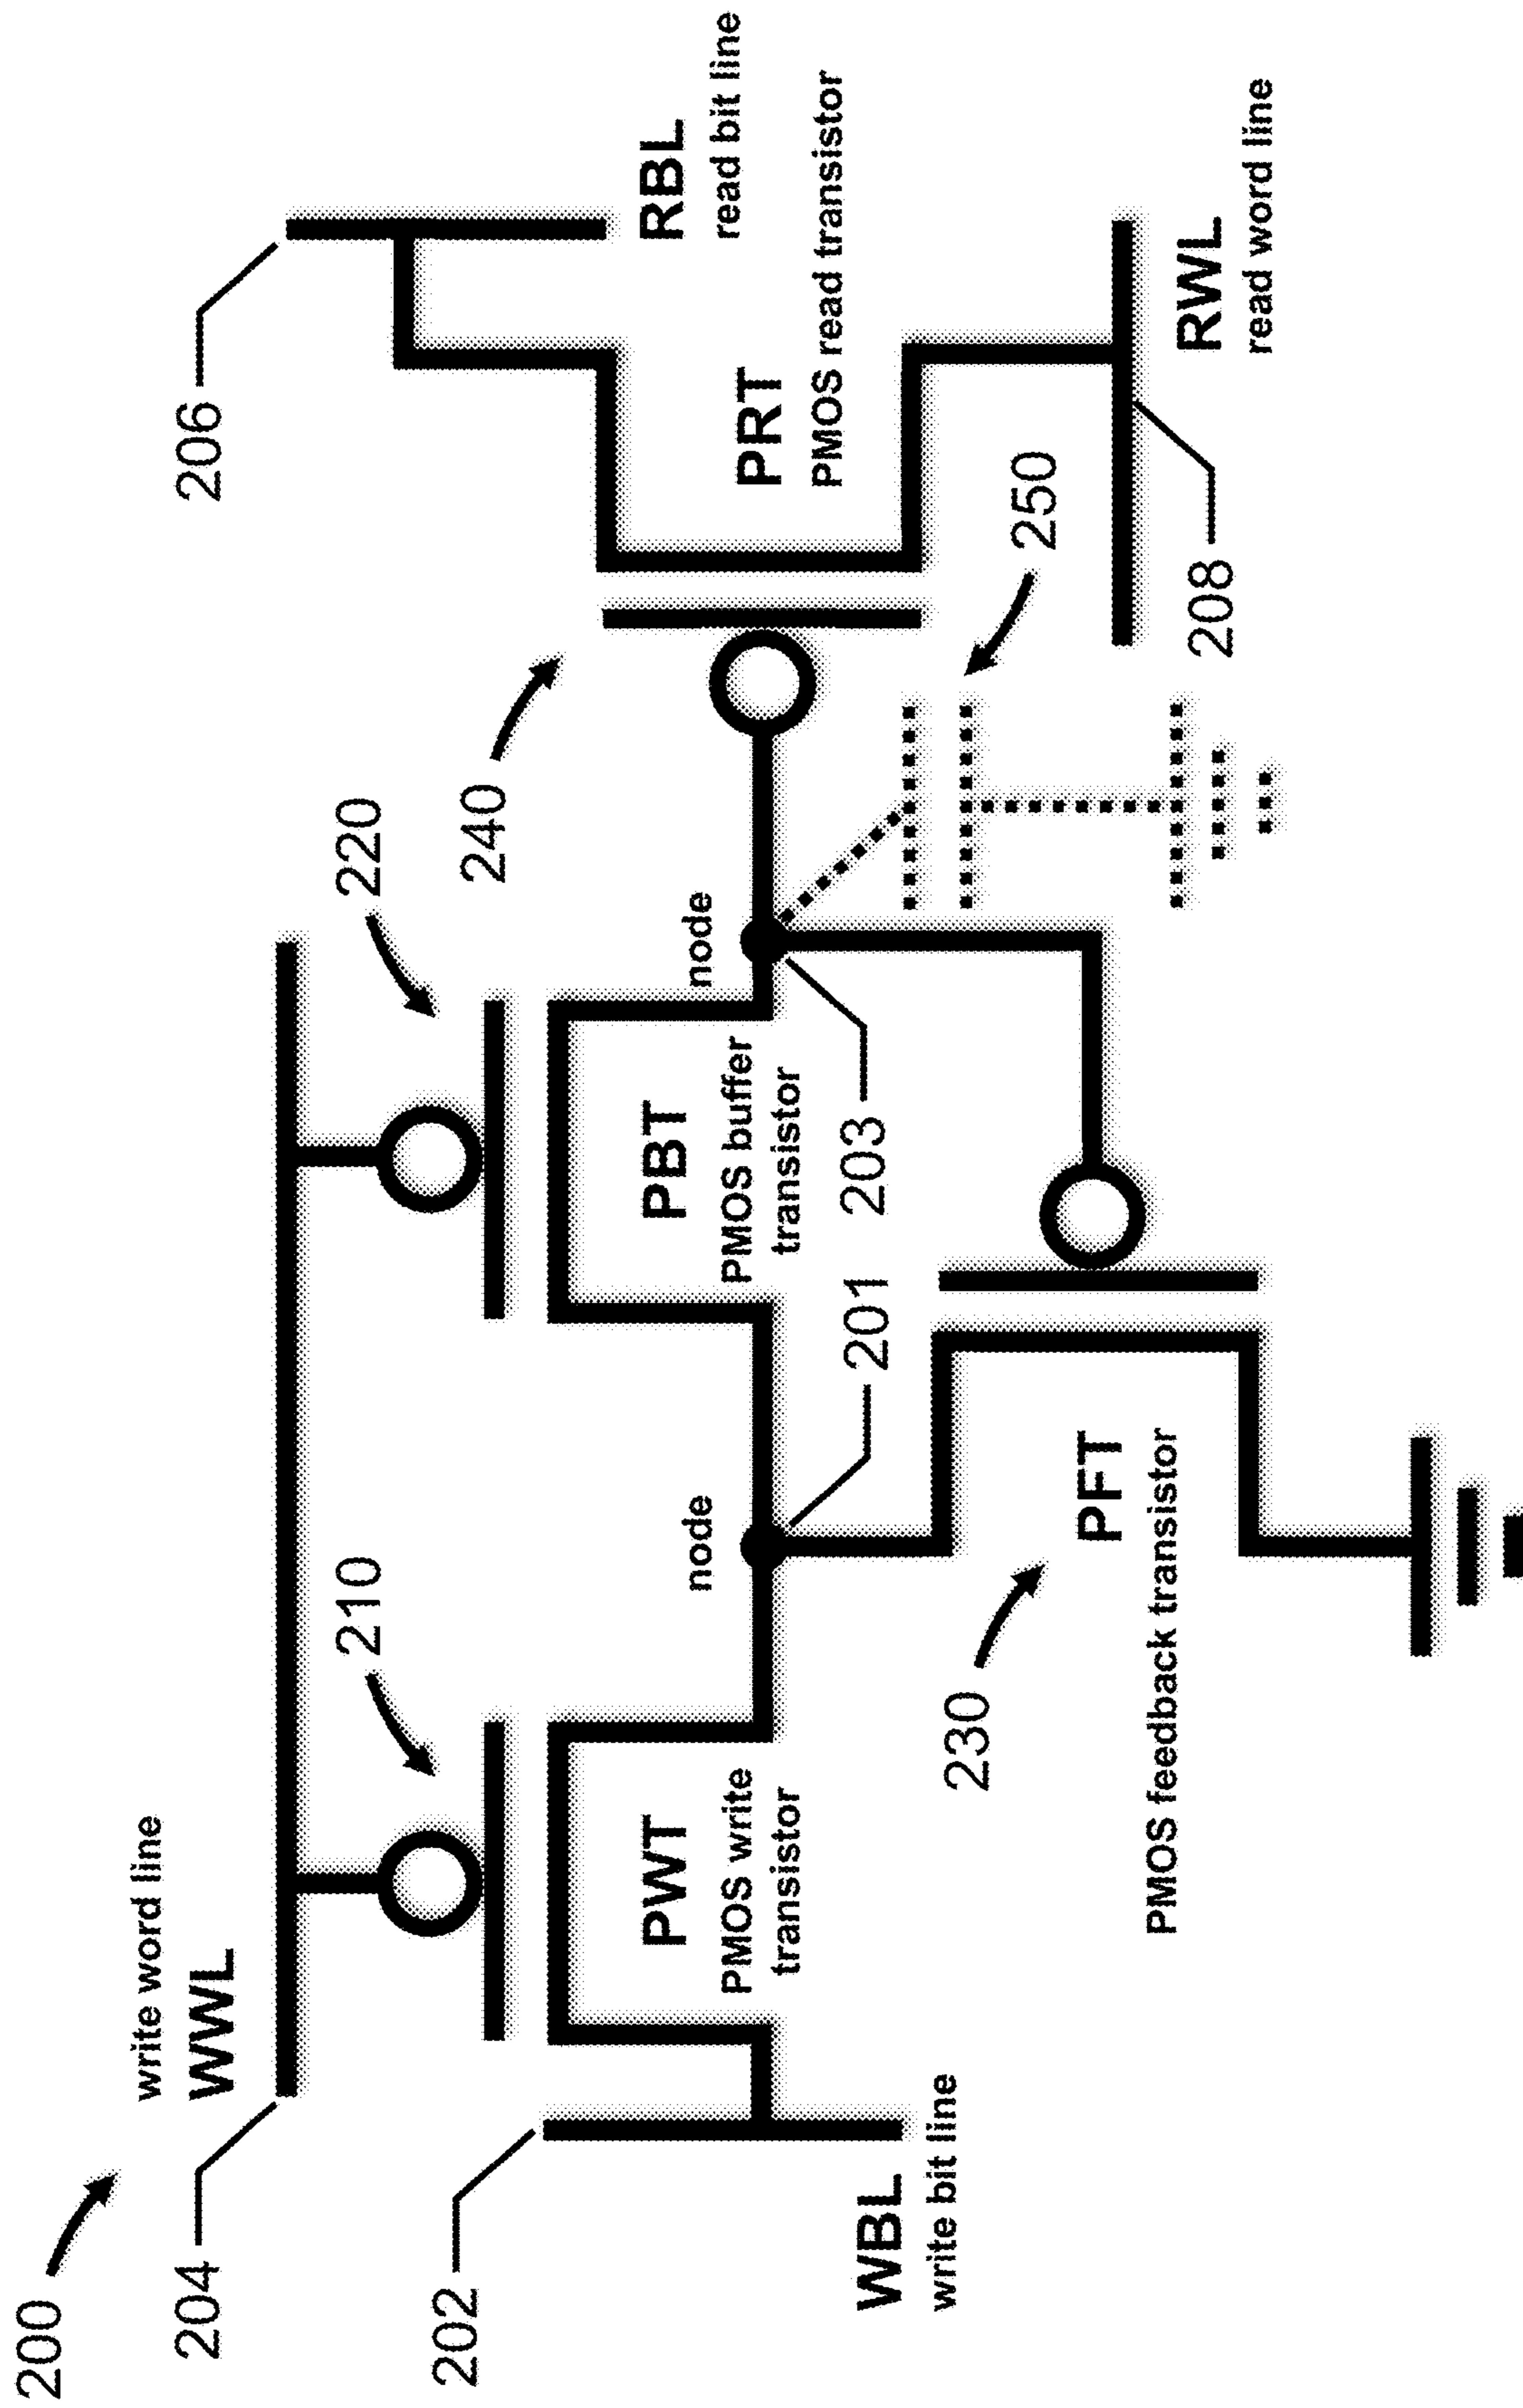 200
write word line
WWL
204
210
220
206
240
202
RBL
read bit line
node
node
PWT
PMOS write
transistor
PBT
PMOS buffer
transistor
PRT
PMOS read transistor
WBL
write bit line
201
203
250
230
PFT
PMOS feedback transistor
208
RWL
read word line